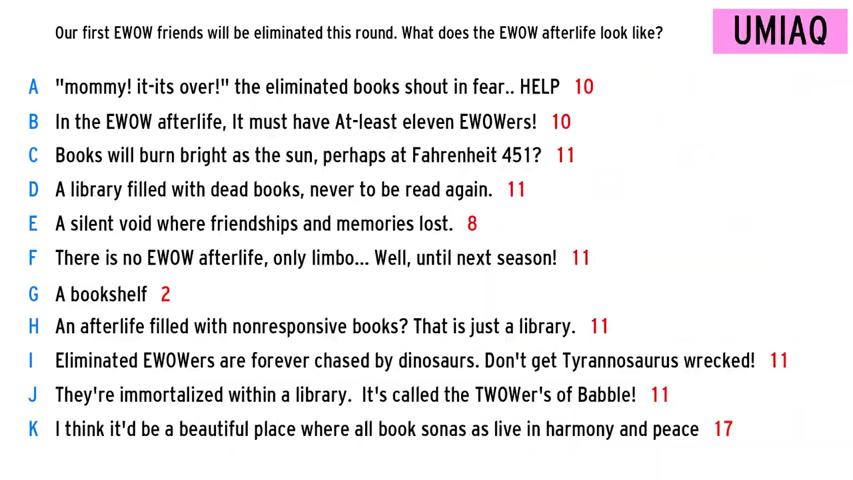 Our first EWOW friends will be eliminated this round. What does the EWOW afterlife look like?
UMIAQ
A "mommy! it-its over!" the eliminated books shout in fear.. HELP 10
B In the EWOW afterlife, It must have At-least eleven EWOWers! 10
C Books will burn bright as the sun, perhaps at Fahrenheit 451? 11
D A library filled with dead books, never to be read again. 11
E A silent void where friendships and memories lost. 8
F There is no EWOW afterlife, only limbo... Well, until next season! 11
G A bookshelf 2
H An afterlife filled with nonresponsive books? That is just a library. 11
I Eliminated EWOWers are forever chased by dinosaurs. Don't get Tyrannosaurus wrecked! 11
J They're immortalized within a library. It's called the TWOWer's of Babble! 11
K I think it'd be a beautiful place where all book sonas as live in harmony and peace 17